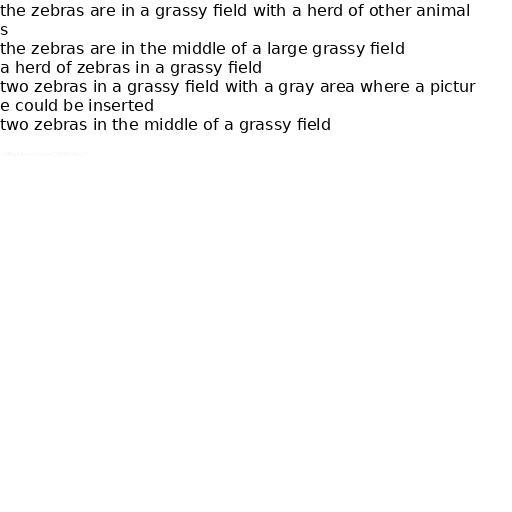 the zebras are in a grassy field with a herd of other animal
s
the zebras are in the middle of a large grassy field
a herd of zebras in a grassy field
two zebras in a grassy field with a gray area where a pictur
e could be inserted
two zebras in the middle of a grassy field